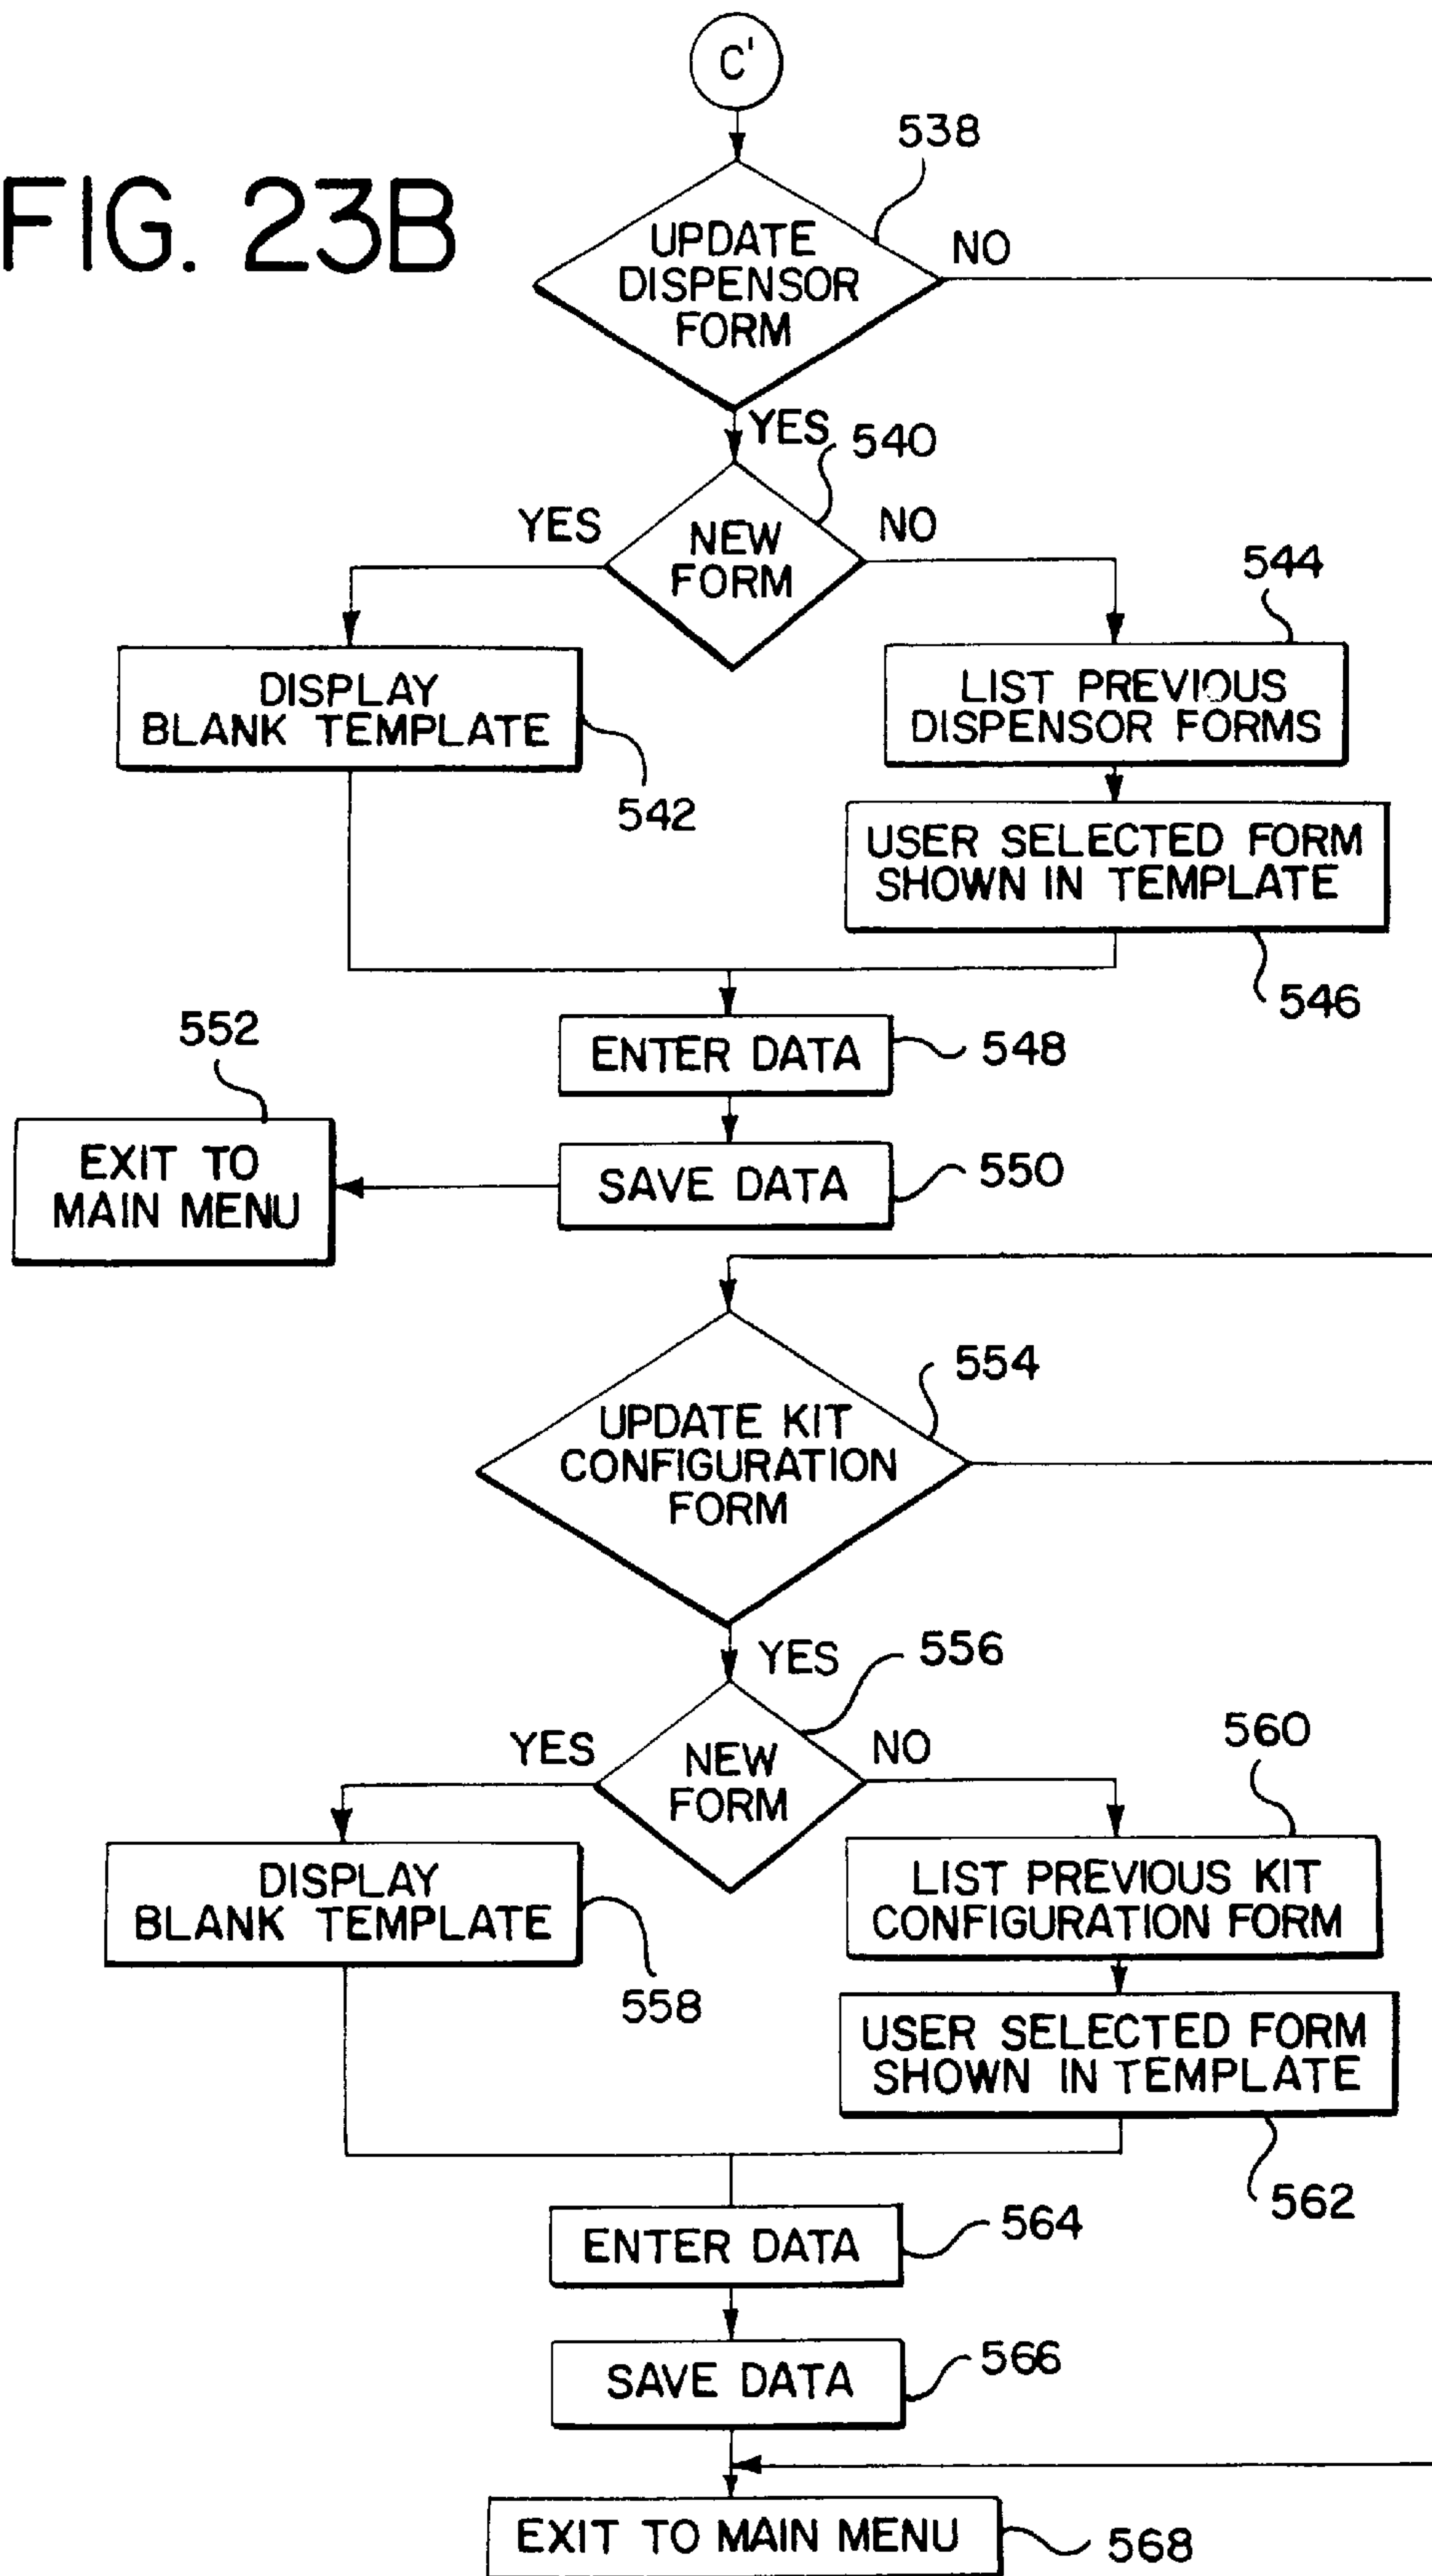 C'
FIG. 23B
538
UPDATE
DISPENSOR
FORM
NO
YES
540
YES
NEW
FORM
NO
544
DISPLAY
BLANK TEMPLATE
542
LIST PREVIOUS
DISPENSOR FORMS
USER SELECTED FORM
SHOWN IN TEMPLATE
546
552
ENTER DATA
548
EXIT TO
MAIN MENU
SAVE DATA
550
554
UPDATE KIT
CONFIGURATION
FORM
YES
556
YES
NEW
FORM
NO
560
DISPLAY
BLANK TEMPLATE
558
LIST PREVIOUS KIT
CONFIGURATION FORM
USER SELECTED FORM
SHOWN IN TEMPLATE
562
ENTER DATA
564
SAVE DATA
566
EXIT TO MAIN MENU
568